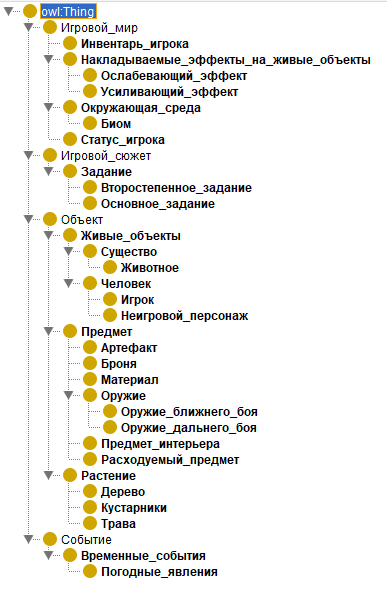 owl:Thing
Игровой_мир
Инвентарь_игрока
Накладываемые_эффекты_на_живые_объекты
Ослабевающий_эффект
Усиливающий_эффект
Окружающая_среда
Биом
Статус_игрока
Игровой_сюжет
Задание
Второстепенное_задание
Основное_задание
Объект
Живые_объекты
Существо
Животное
Человек
Игрок
Неигровой_персонаж
Предмет
Артефакт
Броня
Материал
Оружие
Оружие_ближнего_боя
Оружие_дальнего_боя
Предмет_интерьера
Расходуемый_предмет
Растение
Дерево
Кустарники
Трава
Событие
Временные_события
Погодные_явления